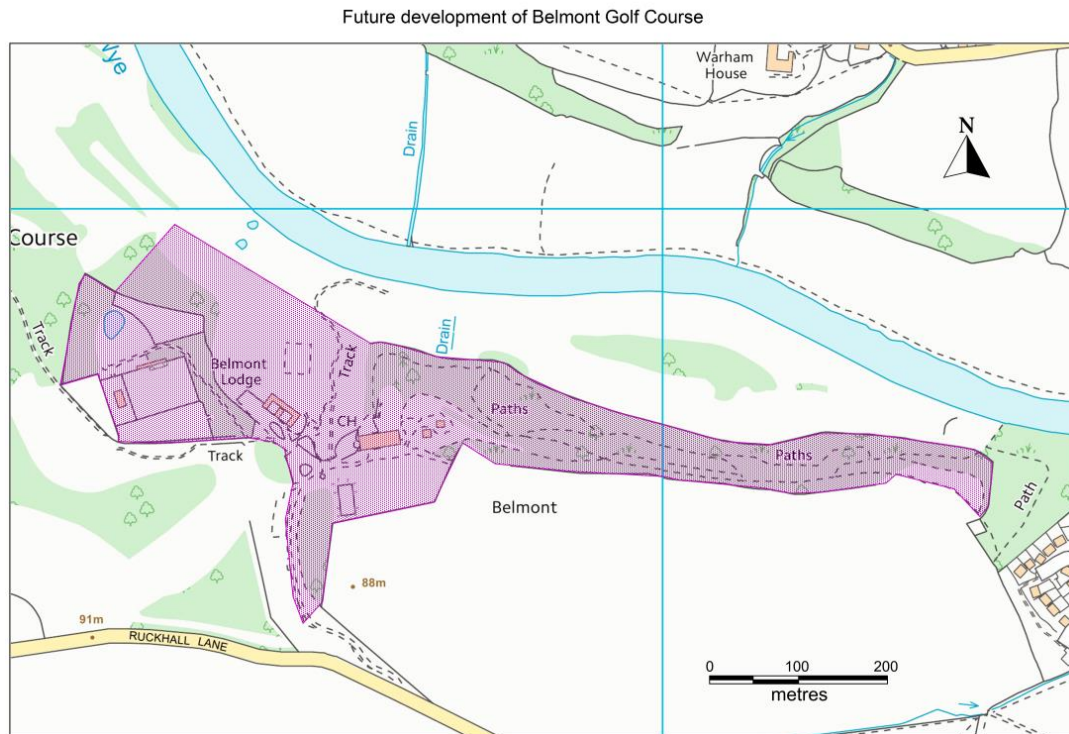 Future development of Belmont Golf Course
Wye
Warham
House
Drain
N
Course
Track
Drain
Belmont
Lodge
Track
CH
Paths
Paths
Track
Belmont
Path
88m
91m
RUCKHALL LANE
0 100 200
metres